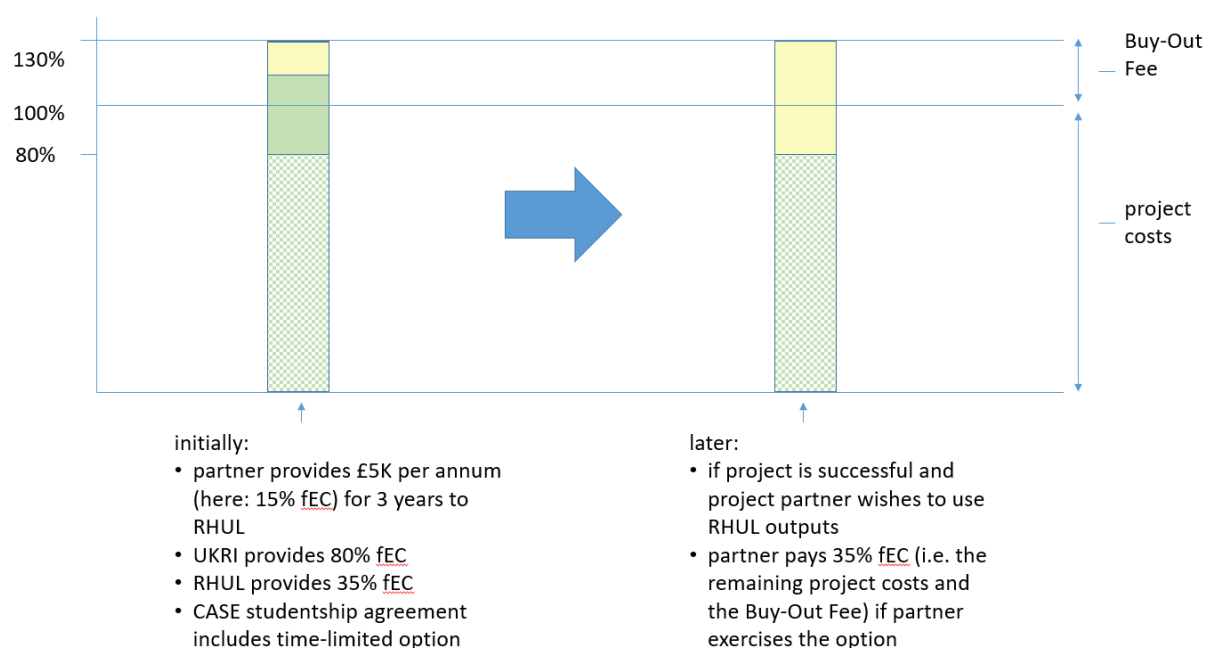 130%
100%
80%
Buy-Out
Fee
project
costs
initially:
• partner provides £5K per annum
(here: 15% fEC) for 3 years to
RHUL
• UKRI provides 80% fEC
• RHUL provides 35% fEC
• CASE studentship agreement
includes time-limited option
later:
• if project is successful and
project partner wishes to use
RHUL outputs
• partner pays 35% fEC (i.e. the
remaining project costs and
the Buy-Out Fee) if partner
exercises the option